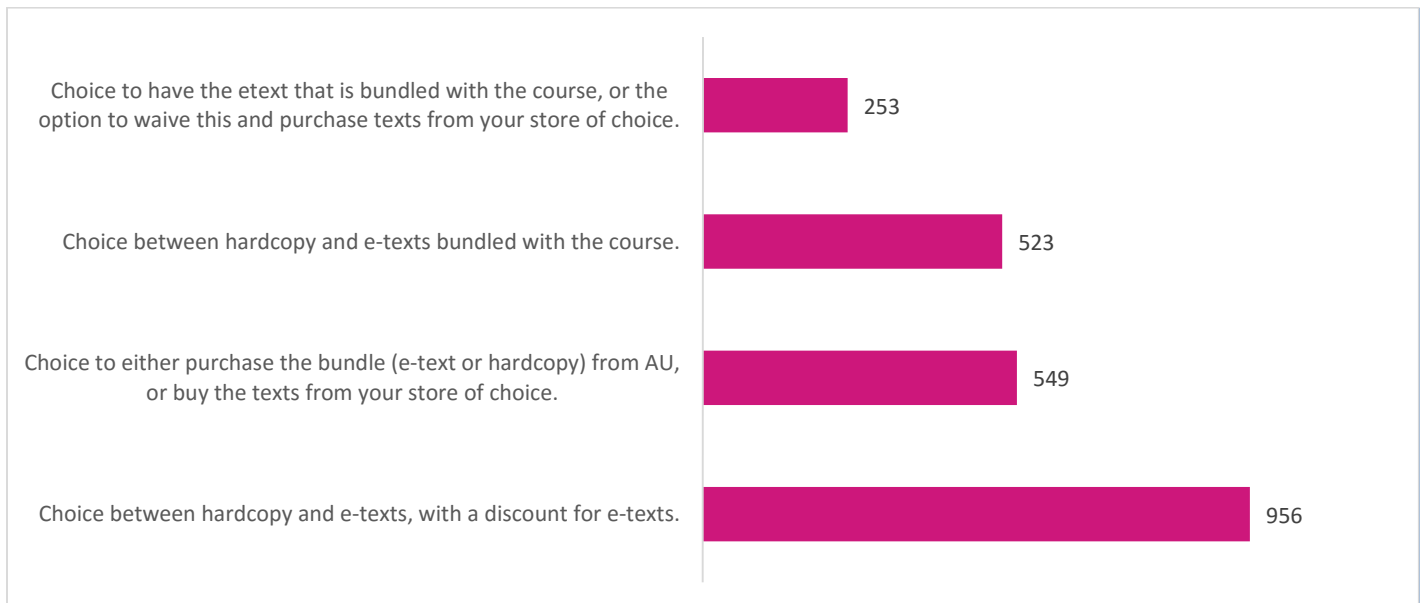 Choice to have the etext that is bundled with the course, or the
option to waive this and purchase texts from your store of choice.
253
Choice between hardcopy and e-texts bundled with the course.
523
Choice to either purchase the bundle (e-text or hardcopy) from AU,
or buy the texts from your store of choice.
549
Choice between hardcopy and e-texts, with a discount for e-texts.
956